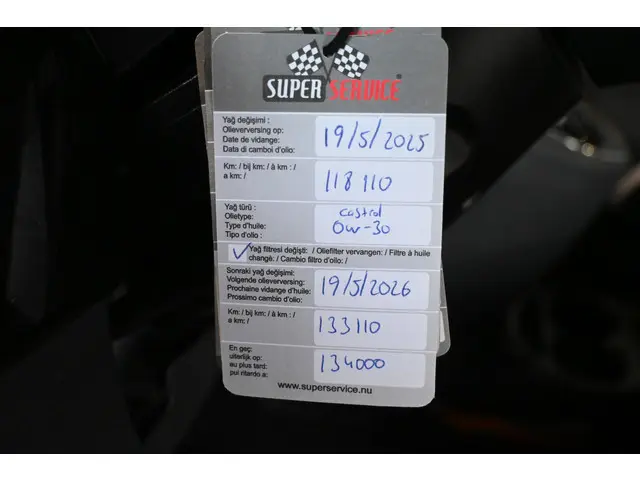 SUPER SERVICE
Yağ değişimi :
Olieverversing op:
Date de vidange:
Data di camboi d'olio:
19/5/2025
Km: / bij km: / à km : /
a km: /
118110
Yağ türü :
Olietype:
Type d'huile:
Tipo d'ollo :
castrol
0w-30
Yağ filtresi değişti: / Oliefilter vervangen: / Filtre à huile
changé: / Cambio filtro d'olio: /
Sonraki yağ değişimi:
Volgende olieverversing:
Prochaine vidange d'huile:
Prossimo cambio d'olio:
19/5/2026
Km: / bij km: / à km : /
a km: /
133110
En geç:
uiterlijk op:
au plus tard:
pui ritardo a:
134000
www.superservice.nu